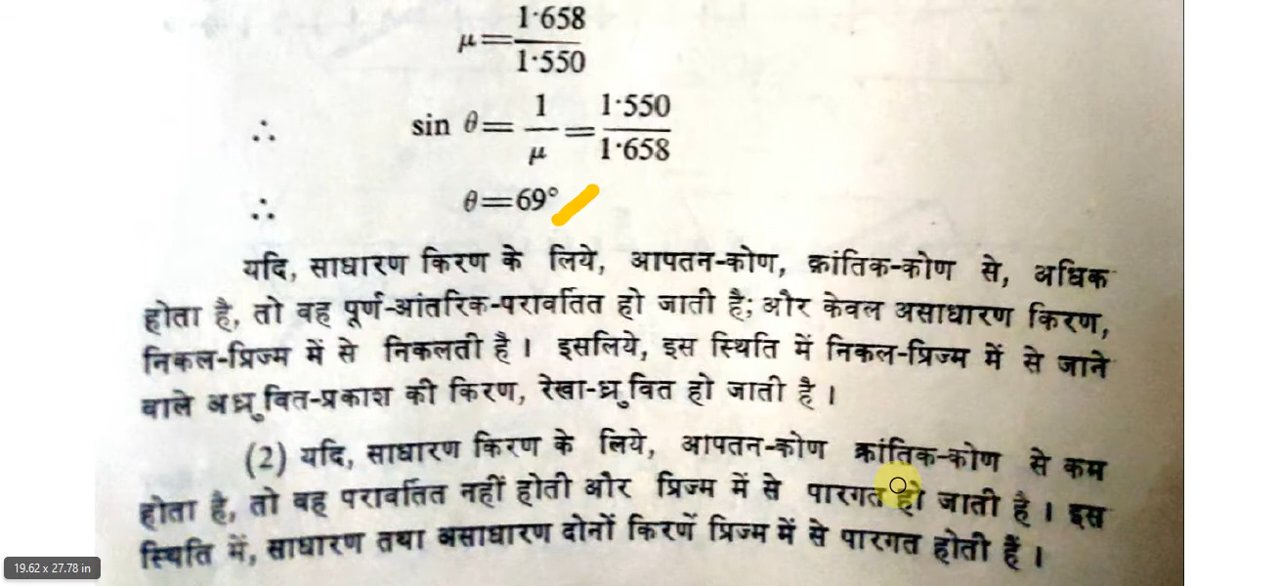 μ=1·658/1·550
∴ sin θ= 1/μ = 1·550/1·658
∴ θ=69°
यदि, साधारण किरण के लिये, आपतन-कोण, क्रांतिक-कोण से, अधिक
होता है, तो वह पूर्ण-आंतरिक-परावर्तित हो जाती है; और केवल असाधारण किरण,
निकल-प्रिज्म में से निकलती है। इसलिये, इस स्थिति में निकल-प्रिज्म में से जाने
वाले अध्रुवित-प्रकाश की किरण, रेखा-ध्रुवित हो जाती है।
(2) यदि, साधारण किरण के लिये, आपतन-कोण क्रांतिक-कोण से कम
होता है, तो वह परावर्तित नहीं होती और प्रिज्म में से पारगत हो जाती है। इस
स्थिति में, साधारण तथा असाधारण दोनों किरणें प्रिज्म में से पारगत होती हैं।
19.62 x 27.78 in